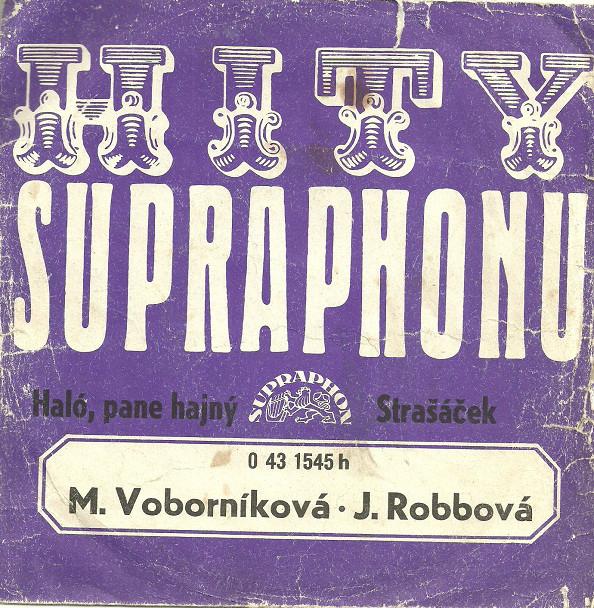 HITY
SUPRAPHONU
Haló, pane hajný
SUPRAPHON
Strašáček
0 43 1545 h
M. Voborníková · J. Robbová